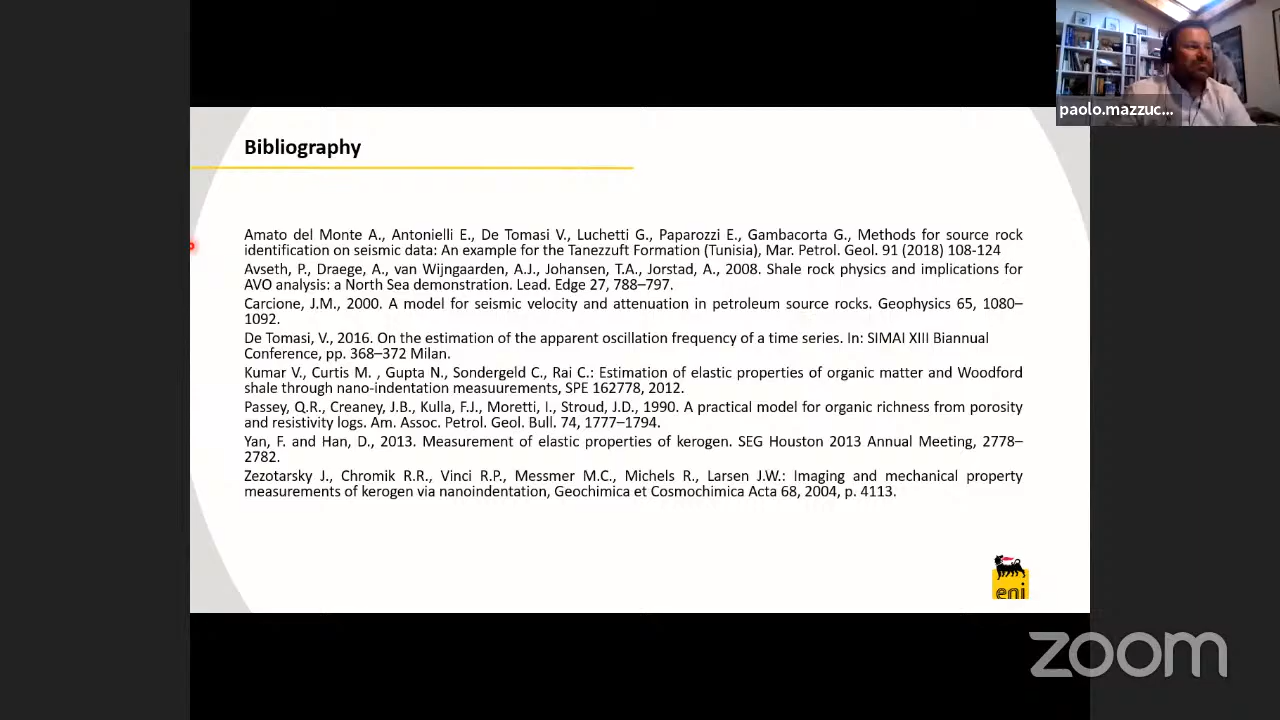 paolo.mazzuc...
Bibliography
Amato del Monte A., Antonielli E., De Tomasi V., Luchetti G., Paparozzi E., Gambacorta G., Methods for source rock
identification on seismic data: An example for the Tanezzuft Formation (Tunisia), Mar. Petrol. Geol. 91 (2018) 108-124
Avseth, P., Draege, A., van Wijngaarden, A.J., Johansen, T.A., Jorstad, A., 2008. Shale rock physics and implications for
AVO analysis: a North Sea demonstration. Lead. Edge 27, 788–797.
Carcione, J.M., 2000. A model for seismic velocity and attenuation in petroleum source rocks. Geophysics 65, 1080–
1092.
De Tomasi, V., 2016. On the estimation of the apparent oscillation frequency of a time series. In: SIMAI XIII Biannual
Conference, pp. 368–372 Milan.
Kumar V., Curtis M. , Gupta N., Sondergeld C., Rai C.: Estimation of elastic properties of organic matter and Woodford
shale through nano-indentation measuurements, SPE 162778, 2012.
Passey, Q.R., Creaney, J.B., Kulla, F.J., Moretti, I., Stroud, J.D., 1990. A practical model for organic richness from porosity
and resistivity logs. Am. Assoc. Petrol. Geol. Bull. 74, 1777–1794.
Yan, F. and Han, D., 2013. Measurement of elastic properties of kerogen. SEG Houston 2013 Annual Meeting, 2778–
2782.
Zezotarsky J., Chromik R.R., Vinci R.P., Messmer M.C., Michels R., Larsen J.W.: Imaging and mechanical property
measurements of kerogen via nanoindentation, Geochimica et Cosmochimica Acta 68, 2004, p. 4113.
eni
zoom